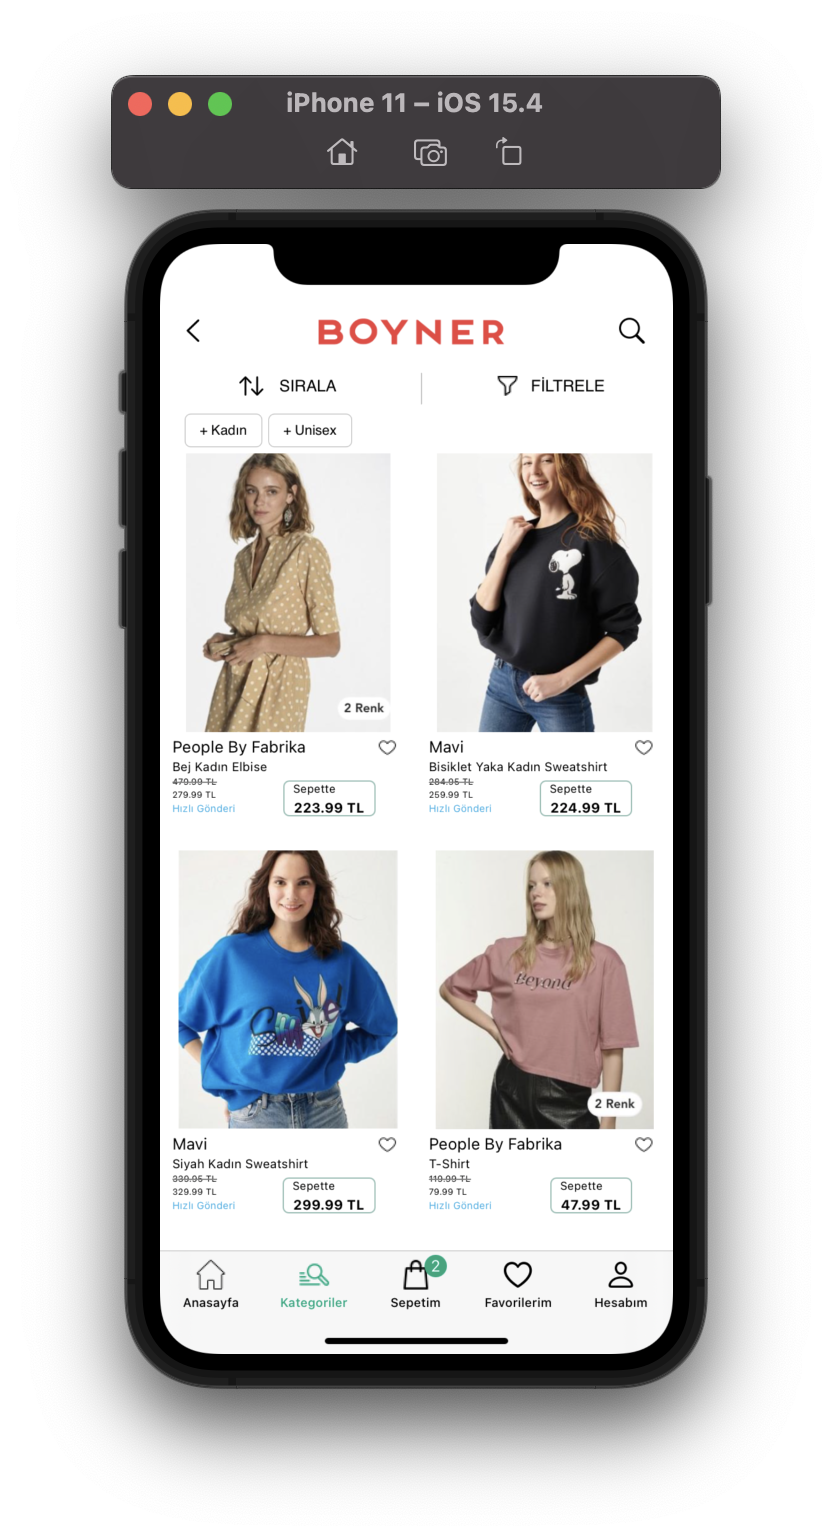 iPhone 11 – iOS 15.4
BOYNER
SIRALA
FİLTRELE
+ Kadın
+ Unisex
2 Renk
People By Fabrika
Bej Kadın Elbise
479.99 TL
279.99 TL
Hızlı Gönderi
Sepette
223.99 TL
Mavi
Bisiklet Yaka Kadın Sweatshirt
284.95 TL
259.99 TL
Hızlı Gönderi
Sepette
224.99 TL
Beyond
2 Renk
Mavi
Siyah Kadın Sweatshirt
339.95 TL
329.99 TL
Hızlı Gönderi
Sepette
299.99 TL
People By Fabrika
T-Shirt
119.99 TL
79.99 TL
Hızlı Gönderi
Sepette
47.99 TL
Anasayfa
Kategoriler
2
Sepetim
Favorilerim
Hesabım